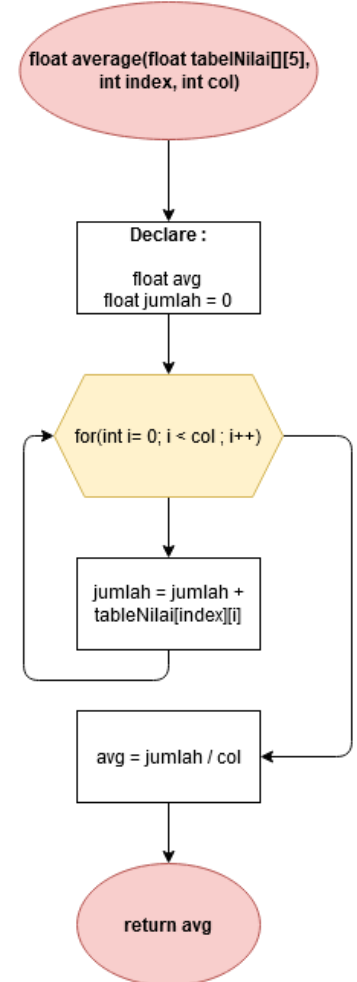 float average(float tabelNilai[][5],
int index, int col)
Declare :
float avg
float jumlah = 0
for(int i= 0; i < col ; i++)
jumlah = jumlah +
tableNilai[index][i]
avg = jumlah / col
return avg